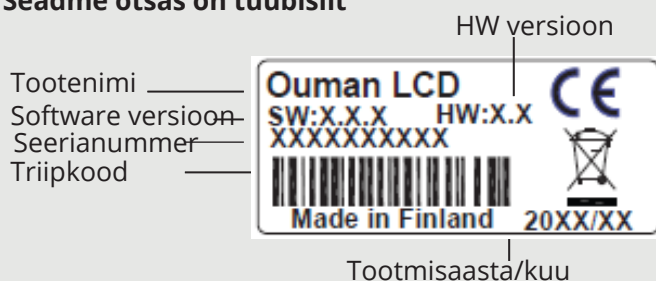 Seadme otsas on tüübisilt
HW versioon
Tootenimi
Software versioon
Seerianummer
Triipkood
Ouman LCD
SW:X.X.X HW:X.X
XXXXXXXXXX
Made in Finland 20XX/XX
CE
Tootmisaasta/kuu